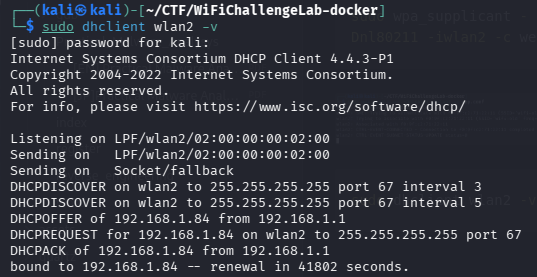 ┌──(kali㉿kali)-[~/CTF/WiFiChallengeLab-docker]
└─$ sudo dhclient wlan2 -v
[sudo] password for kali:
Internet Systems Consortium DHCP Client 4.4.3-P1
Copyright 2004-2022 Internet Systems Consortium.
All rights reserved.
For info, please visit https://www.isc.org/software/dhcp/

Listening on LPF/wlan2/02:00:00:00:02:00
Sending on   LPF/wlan2/02:00:00:00:02:00
Sending on   Socket/fallback
DHCPDISCOVER on wlan2 to 255.255.255.255 port 67 interval 3
DHCPDISCOVER on wlan2 to 255.255.255.255 port 67 interval 5
DHCPOFFER of 192.168.1.84 from 192.168.1.1
DHCPREQUEST for 192.168.1.84 on wlan2 to 255.255.255.255 port 67
DHCPACK of 192.168.1.84 from 192.168.1.1
bound to 192.168.1.84 -- renewal in 41802 seconds.